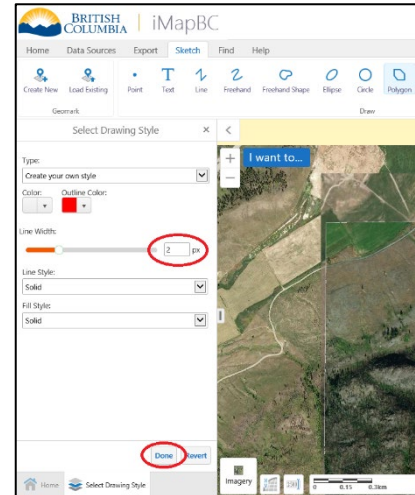 BRITISH
COLUMBIA
iMapBC
Home Data Sources Export Sketch Find Help
Create New Load Existing Point Text Line Freehand Freehand Shape Ellipse Circle Polygon
Geomark Draw
Select Drawing Style ×
I want to...
Type:
Create your own style
Color: Outline Color:
Line Width:
2 px
Line Style:
Solid
Fill Style:
Solid
Done Revert
Imagery
0 0.15 0.3km
Home Select Drawing Style